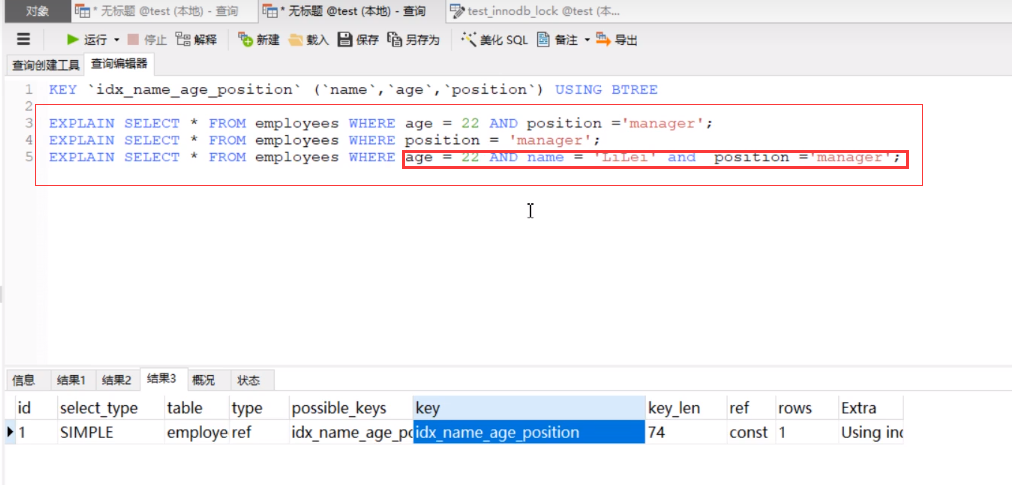 对象 * 无标题 @test (本地) - 查询 * 无标题 @test (本地) - 查询 test_innodb_lock @test (本...
运行 停止 解释 新建 载入 保存 另存为 美化 SQL 备注 导出
查询创建工具 查询编辑器
1 KEY `idx_name_age_position` (`name`,`age`,`position`) USING BTREE
2
3 EXPLAIN SELECT * FROM employees WHERE age = 22 AND position ='manager';
4 EXPLAIN SELECT * FROM employees WHERE position = 'manager';
5 EXPLAIN SELECT * FROM employees WHERE age = 22 AND name = 'LiLei' and position ='manager';
信息 结果1 结果2 结果3 概况 状态
id select_type table type possible_keys key key_len ref rows Extra
1 SIMPLE employe ref idx_name_age_po idx_name_age_position 74 const 1 Using ind